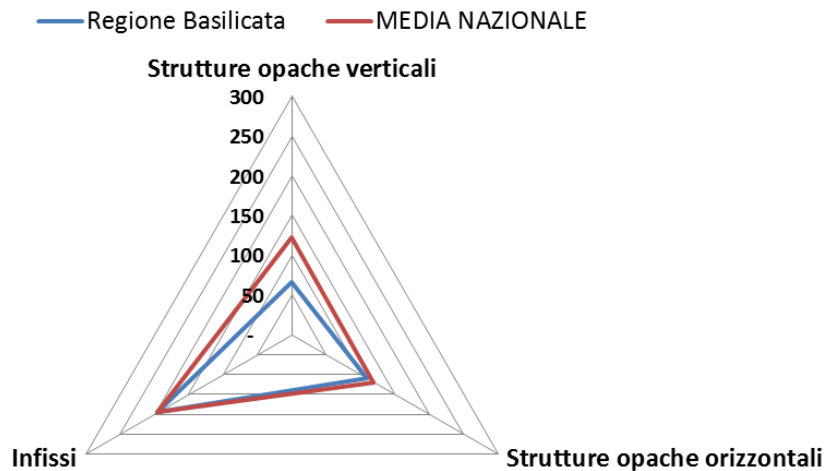 Regione Basilicata MEDIA NAZIONALE
Strutture opache verticali
300
250
200
150
100
50
-
Infissi
Strutture opache orizzontali